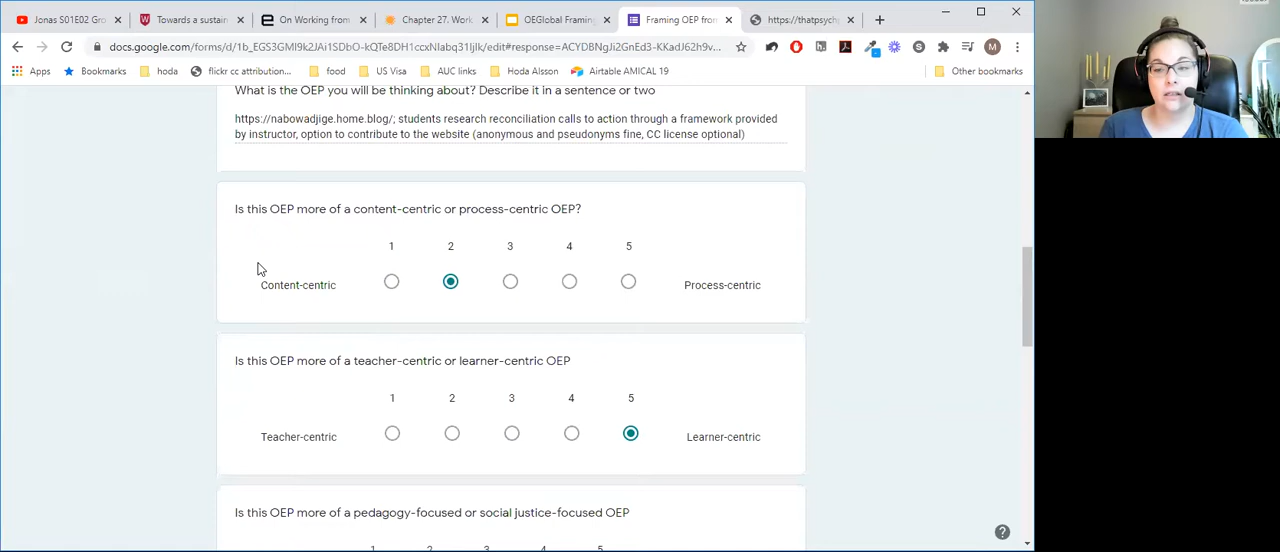 Jonas S01E02 Gro
Towards a sustain
On Working from
Chapter 27. Work
OEGlobal Framing
Framing OEP from
https://thatpsych
docs.google.com/forms/d/1b_EGS3GMl9k2JAi1SDbO-kQTe8DH1ccxNIabq31Ijlk/edit#response=ACYDBNgJi2GnEd3-KKadJ62h9v...
M
Apps
Bookmarks
hoda
flickr cc attribution...
food
US Visa
AUC links
Hoda Alsson
Airtable AMICAL 19
Other bookmarks
What is the OEP you will be thinking about? Describe it in a sentence or two
https://nabowadjige.home.blog/; students research reconciliation calls to action through a framework provided
by instructor, option to contribute to the website (anonymous and pseudonyms fine, CC license optional)
Is this OEP more of a content-centric or process-centric OEP?
1 2 3 4 5
Content-centric Process-centric
Is this OEP more of a teacher-centric or learner-centric OEP
1 2 3 4 5
Teacher-centric Learner-centric
Is this OEP more of a pedagogy-focused or social justice-focused OEP
1 2 3 4 5